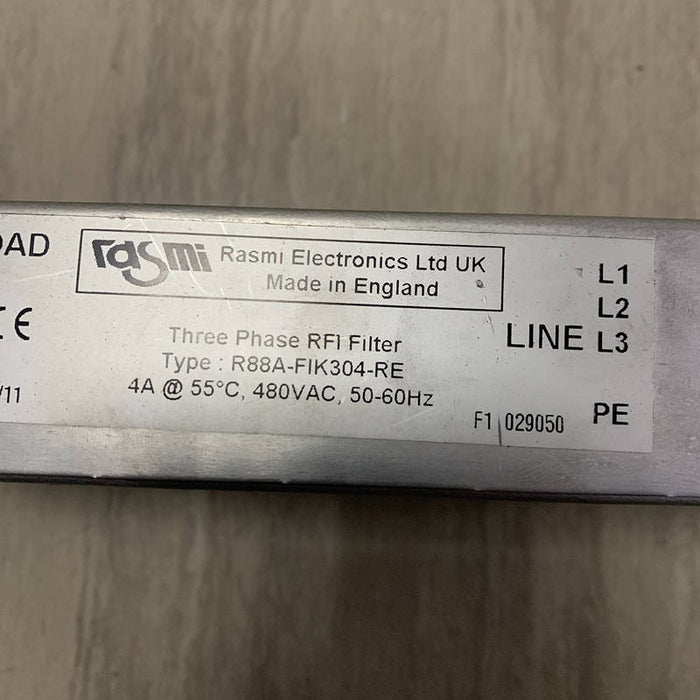 OAD
rasmi Rasmi Electronics Ltd UK
Made in England
L1
L2
LINE L3
CE
Three Phase RFI Filter
Type : R88A-FIK304-RE
4A @ 55°C, 480VAC, 50-60Hz
/11
F1 029050
PE